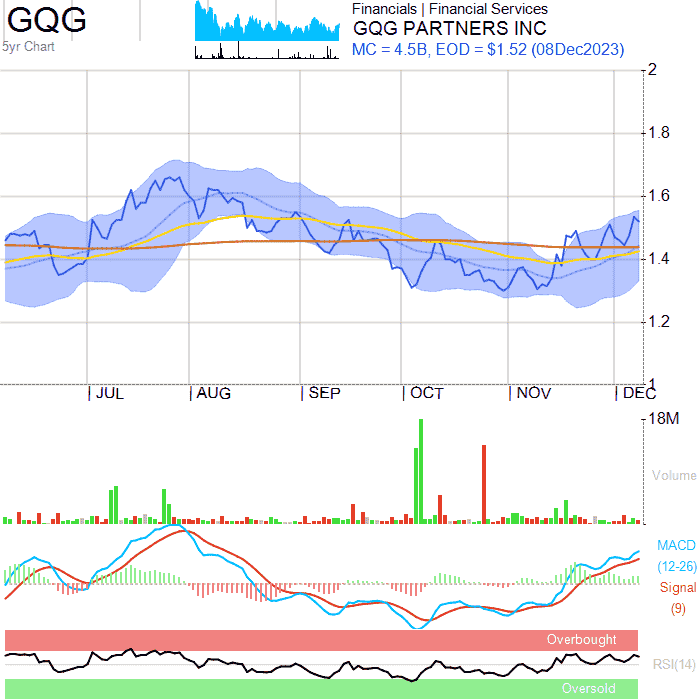 GQG
5yr Chart
Financials | Financial Services
GQG PARTNERS INC
MC = 4.5B, EOD = $1.52 (08Dec2023)
2
1.8
1.6
1.4
1.2
1
JUL AUG SEP OCT NOV DEC
18M
Volume
MACD
(12-26)
Signal
(9)
Overbought
RSI(14)
Oversold